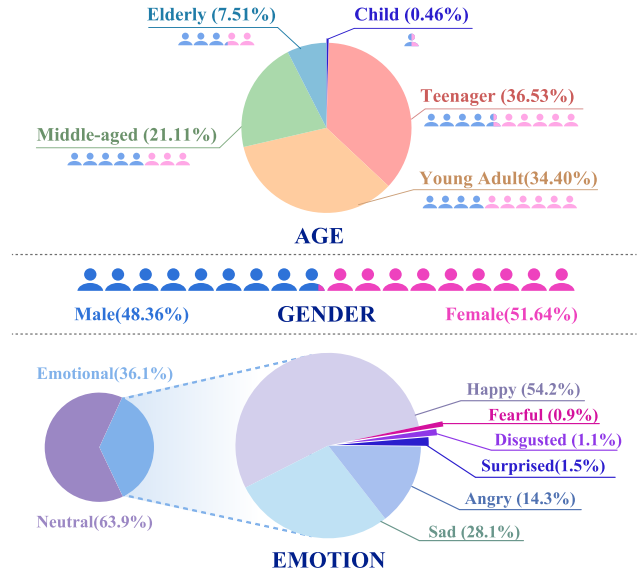 Elderly (7.51%)
Child (0.46%)
Teenager (36.53%)
Middle-aged (21.11%)
Young Adult(34.40%)
AGE
Male(48.36%)
GENDER
Female(51.64%)
Emotional(36.1%)
Happy (54.2%)
Fearful (0.9%)
Disgusted (1.1%)
Surprised(1.5%)
Angry (14.3%)
Neutral(63.9%)
Sad (28.1%)
EMOTION